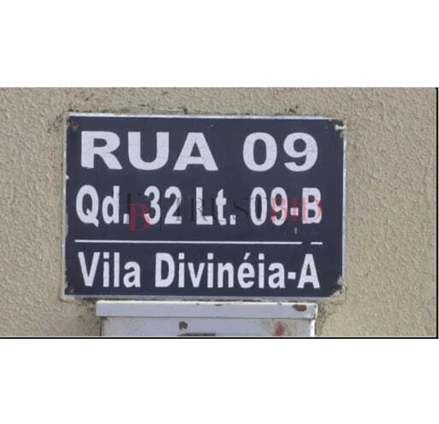 RUA 09
Qd. 32 Lt. 09-B
Vila Divinéia-A